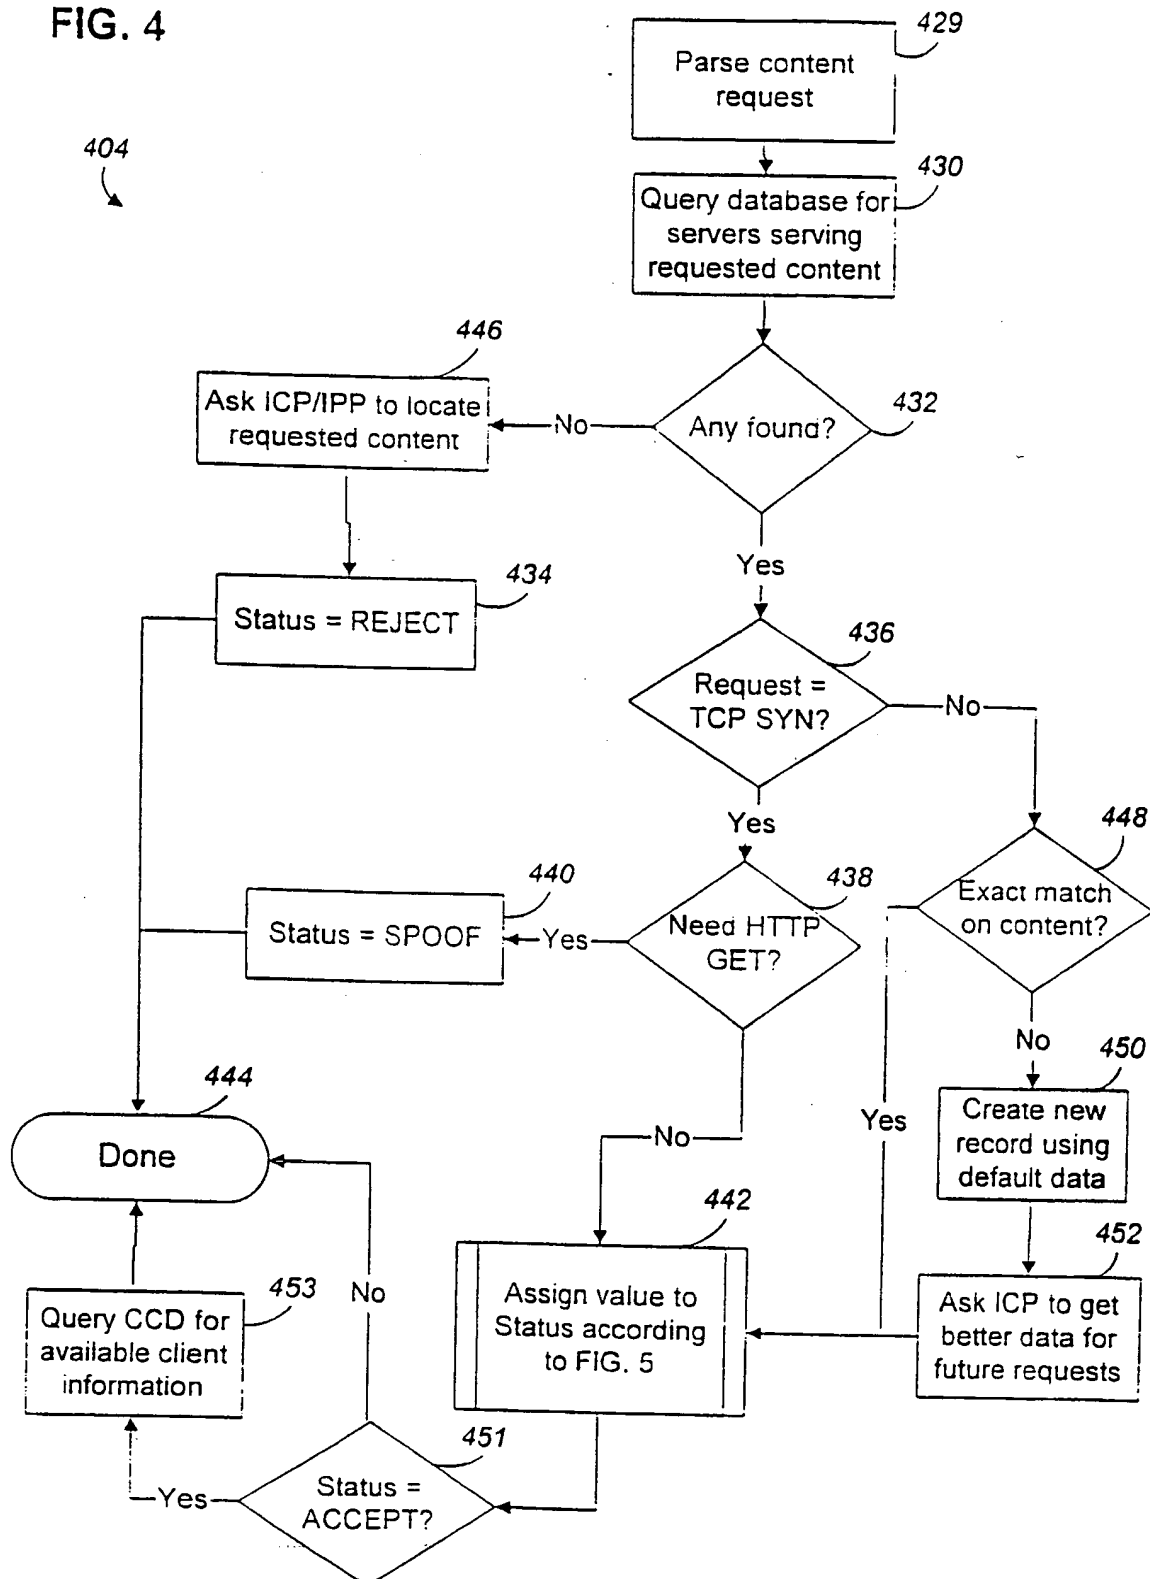 FIG. 4
429
Parse content
request
404
430
Query database for
servers serving
requested content
446
Ask ICP/IPP to locate
requested content
No
Any found?
432
Yes
434
Status = REJECT
436
Request =
TCP SYN?
No
Yes
448
Exact match
on content?
440
Status = SPOOF
Yes
438
Need HTTP
GET?
No
450
Create new
record using
default data
Yes
444
Done
No
442
Assign value to
Status according
to FIG. 5
452
Ask ICP to get
better data for
future requests
453
Query CCD for
available client
information
No
451
Status =
ACCEPT?
Yes